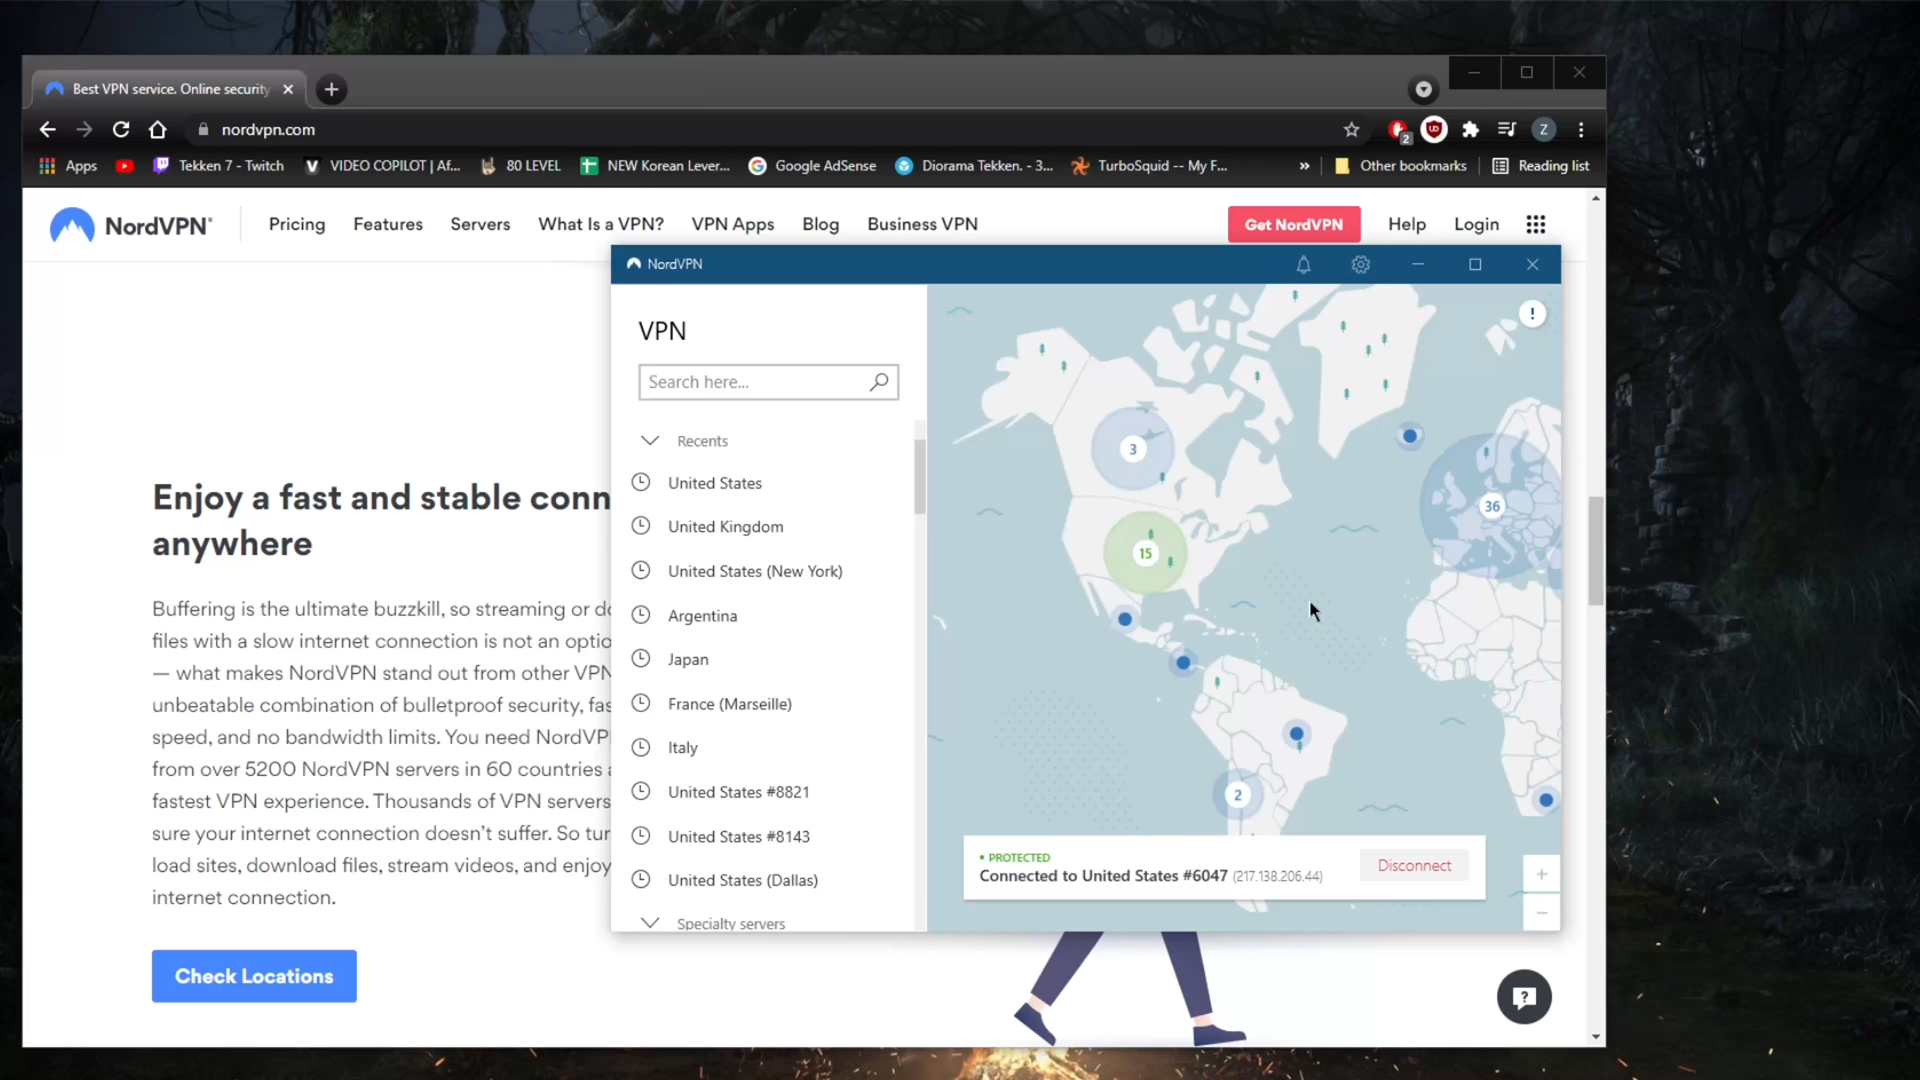 Best VPN service. Online security
nordvpn.com
2
Z
Apps
Tekken 7 - Twitch
VIDEO COPILOT | Af...
80 LEVEL
NEW Korean Lever...
Google AdSense
Diorama Tekken. - 3...
TurboSquid -- My F...
»
Other bookmarks
Reading list
NordVPN®
Pricing
Features
Servers
What Is a VPN?
VPN Apps
Blog
Business VPN
Get NordVPN
Help
Login
Enjoy a fast and stable conn
anywhere
Buffering is the ultimate buzzkill, so streaming or do
files with a slow internet connection is not an optio
— what makes NordVPN stand out from other VPN
unbeatable combination of bulletproof security, fas
speed, and no bandwidth limits. You need NordVP
from over 5200 NordVPN servers in 60 countries a
fastest VPN experience. Thousands of VPN servers
sure your internet connection doesn't suffer. So tur
load sites, download files, stream videos, and enjoy
internet connection.
Check Locations
NordVPN
VPN
Search here...
Recents
United States
United Kingdom
United States (New York)
Argentina
Japan
France (Marseille)
Italy
United States #8821
United States #8143
United States (Dallas)
Specialty servers
!
3
36
15
2
• PROTECTED
Connected to United States #6047 (217.138.206.44)
Disconnect
+
−
?